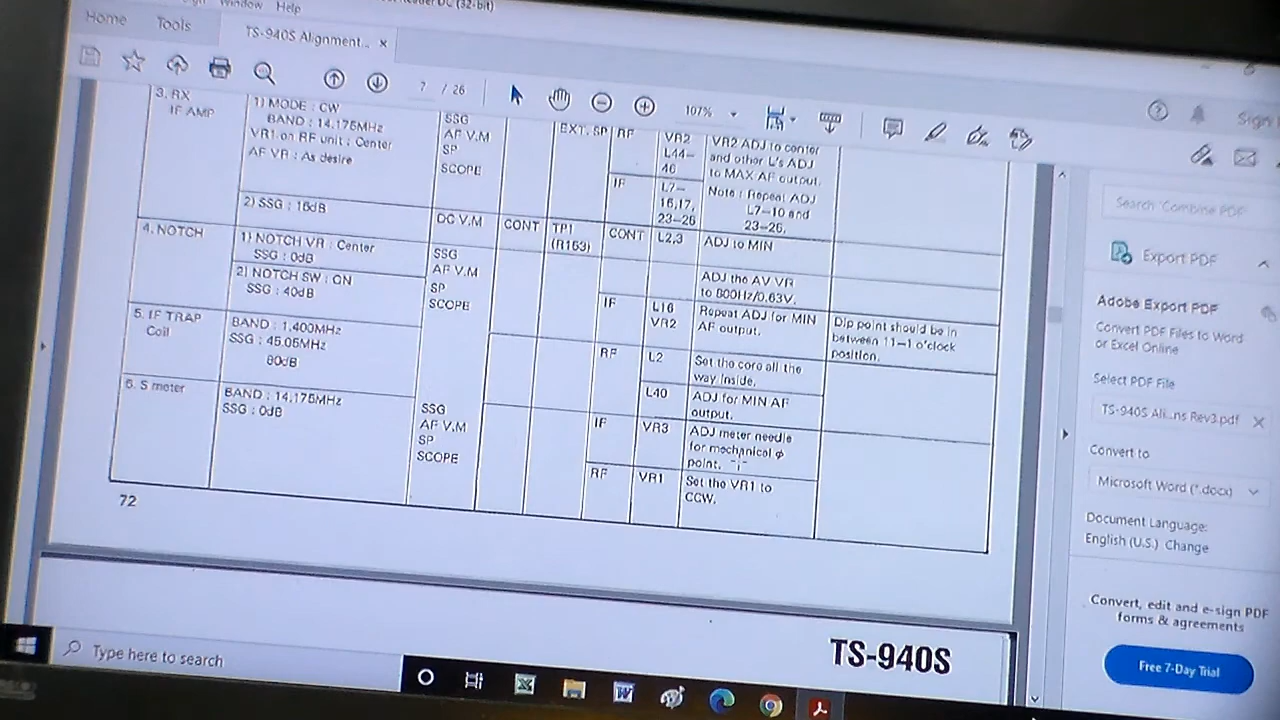 Window Help
(32-bit)
Home
Tools
TS-940S Alignment... ×
7 / 26
107%
Sign
3. RX
IF AMP
1) MODE : CW
BAND : 14.175MHz
VR1 on RF unit : Center
AF VR : As desire
2) SSG : 16dB
SSG
AF V.M
SP
SCOPE
EXT. SP
RF
VR2
L44–
46
VR2 ADJ to center
and other L's ADJ
to MAX AF output.
IF
L7–
16,17,
23–26
Note : Repeat ADJ
L7–10 and
23–26.
4. NOTCH
1) NOTCH VR : Center
SSG : 0dB
2) NOTCH SW : ON
SSG : 40dB
DC V.M
CONT
TP1
(R153)
CONT
L2,3
ADJ to MIN
SSG
AF V.M
SP
SCOPE
ADJ the AV VR
to 800Hz/0.63V.
IF
L16
VR2
Repeat ADJ for MIN
AF output.
Dip point should be in
between 11–1 o'clock
position.
5. IF TRAP
Coil
BAND : 1.400MHz
SSG : 45.05MHz
80dB
RF
L2
Set the core all the
way inside.
L40
ADJ for MIN AF
output.
6. S meter
BAND : 14.175MHz
SSG : 0dB
SSG
AF V.M
SP
SCOPE
IF
VR3
ADJ meter needle
for mechanical φ
point.
RF
VR1
Set the VR1 to
CCW.
72
TS-940S
Search 'Combine PDF'
Export PDF
Adobe Export PDF
Convert PDF Files to Word
or Excel Online
Select PDF File
TS-940S Ali...ns Rev3.pdf ×
Convert to
Microsoft Word (*.docx)
Document Language:
English (U.S.) Change
Convert, edit and e-sign PDF
forms & agreements
Free 7-Day Trial
Type here to search